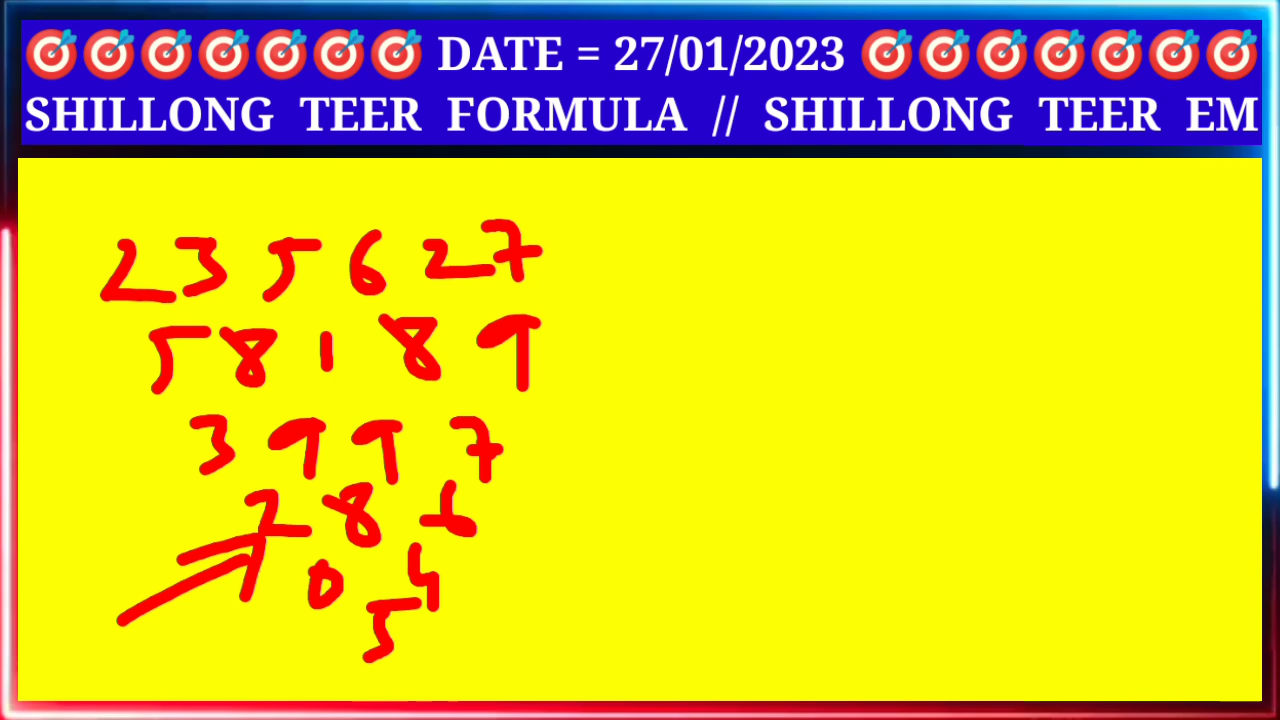 🎯🎯🎯🎯🎯🎯🎯 DATE = 27/01/2023 🎯🎯🎯🎯🎯🎯🎯
SHILLONG TEER FORMULA // SHILLONG TEER EM
2 3 5 6 2 7
5 8 1 8 9
3 9 9 7
2 8 6
0 4
5